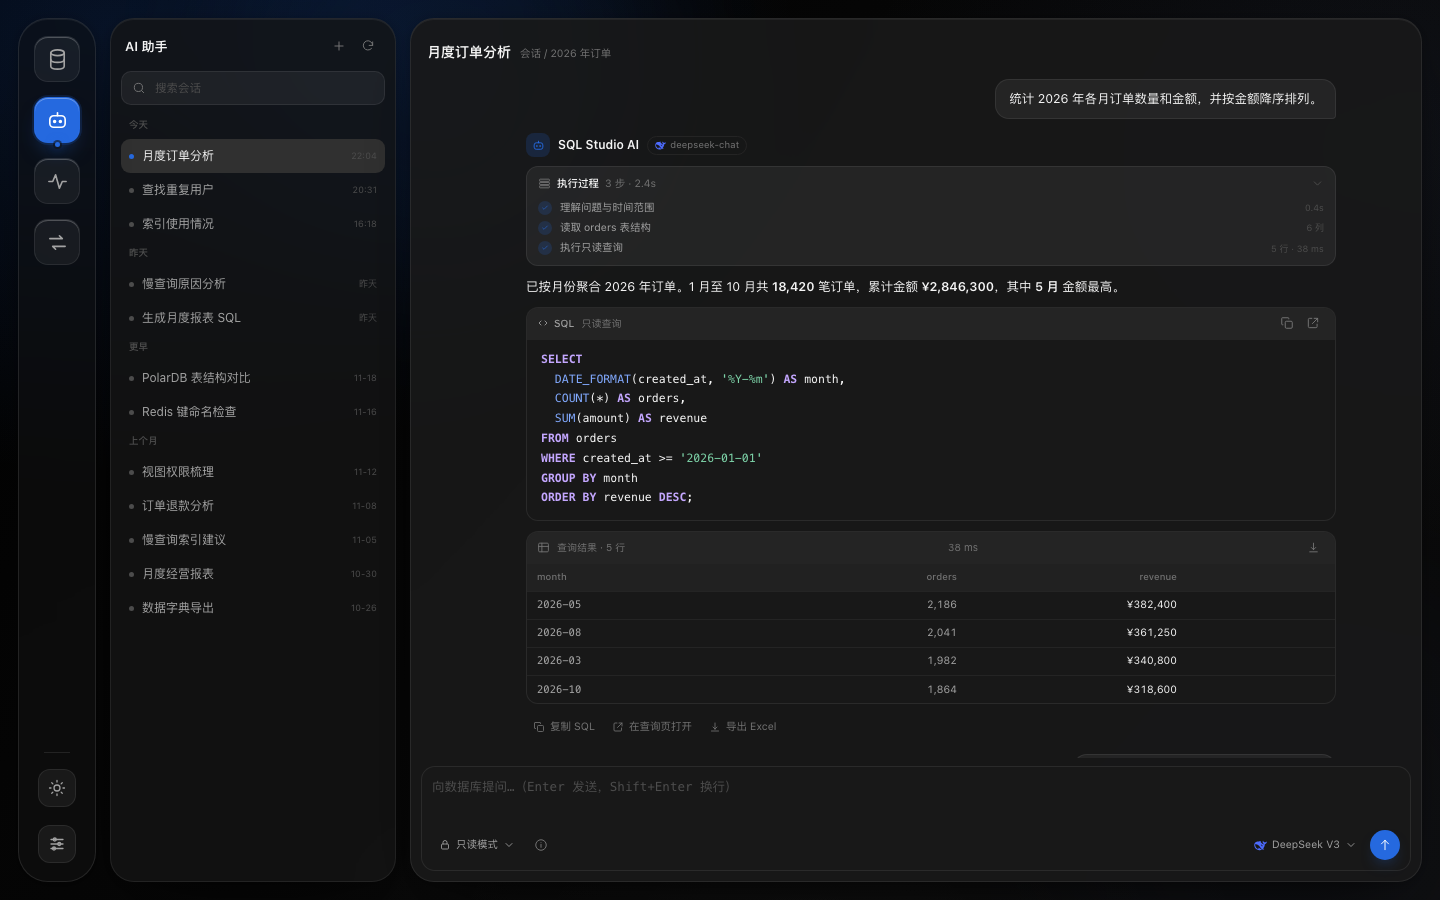 AI 助手
搜索会话
今天
月度订单分析 22:04
查找重复用户 20:31
索引使用情况 16:18
昨天
慢查询原因分析 昨天
生成月度报表 SQL 昨天
更早
PolarDB 表结构对比 11-18
Redis 键命名检查 11-16
上个月
视图权限梳理 11-12
订单退款分析 11-08
慢查询索引建议 11-05
月度经营报表 10-30
数据字典导出 10-26
月度订单分析 会话 / 2026 年订单
统计 2026 年各月订单数量和金额，并按金额降序排列。
SQL Studio AI deepseek-chat
执行过程 3 步 · 2.4s
理解问题与时间范围 0.4s
读取 orders 表结构 6 列
执行只读查询 5 行 · 38 ms
已按月份聚合 2026 年订单。1 月至 10 月共 18,420 笔订单，累计金额 ¥2,846,300，其中 5 月 金额最高。
SQL 只读查询
SELECT
DATE_FORMAT(created_at, '%Y-%m') AS month,
COUNT(*) AS orders,
SUM(amount) AS revenue
FROM orders
WHERE created_at >= '2026-01-01'
GROUP BY month
ORDER BY revenue DESC;
查询结果 · 5 行 38 ms
month orders revenue
2026-05 2,186 ¥382,400
2026-08 2,041 ¥361,250
2026-03 1,982 ¥340,800
2026-10 1,864 ¥318,600
复制 SQL 在查询页打开 导出 Excel
向数据库提问… (Enter 发送，Shift+Enter 换行)
只读模式 DeepSeek V3